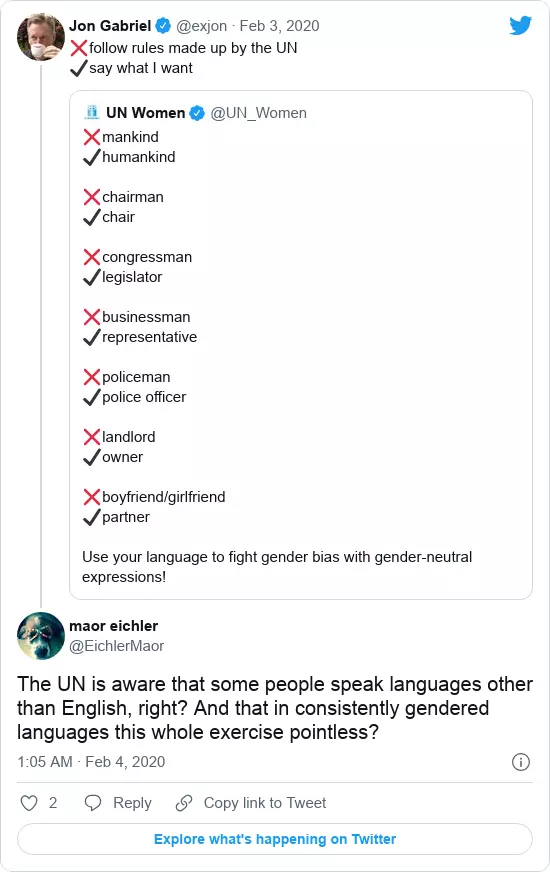 Jon Gabriel @exjon · Feb 3, 2020
❌follow rules made up by the UN
✔say what I want
UN Women @UN_Women
❌mankind
✔humankind
❌chairman
✔chair
❌congressman
✔legislator
❌businessman
✔representative
❌policeman
✔police officer
❌landlord
✔owner
❌boyfriend/girlfriend
✔partner
Use your language to fight gender bias with gender-neutral
expressions!
maor eichler
@EichlerMaor
The UN is aware that some people speak languages other
than English, right? And that in consistently gendered
languages this whole exercise pointless?
1:05 AM · Feb 4, 2020
2 Reply Copy link to Tweet
Explore what's happening on Twitter